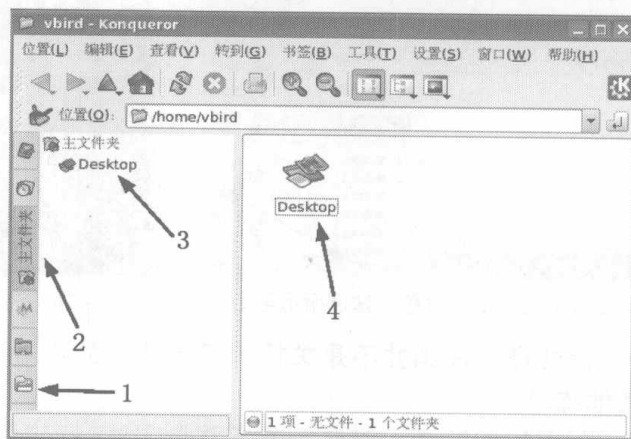 vbird - Konqueror
位置(L) 编辑(E) 查看(V) 转到(G) 书签(B) 工具(T) 设置(S) 窗口(W) 帮助(H)
位置(O): /home/vbird
主文件夹
Desktop
主文件夹
Desktop
3
4
2
1
1 项 - 无文件 - 1 个文件夹